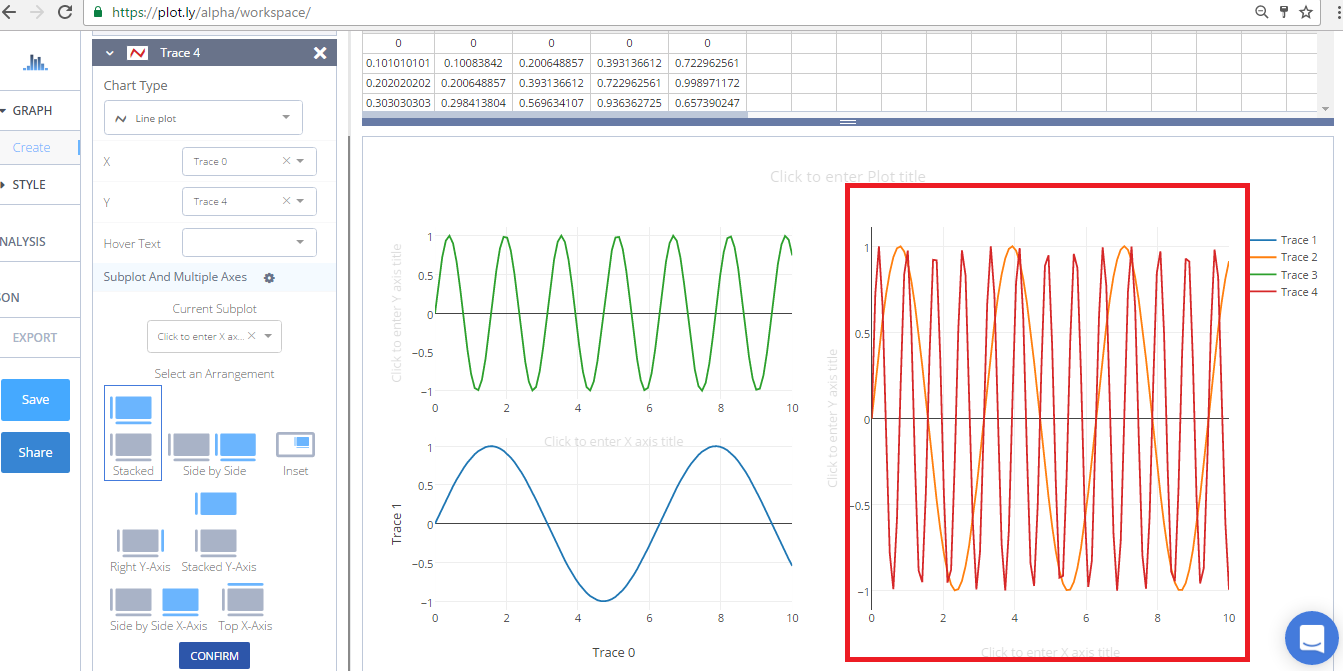 https://plot.ly/alpha/workspace/
GRAPH
Create
STYLE
NALYSIS
SON
EXPORT
Save
Share
Trace 4
Chart Type
Line plot
X
Trace 0
Y
Trace 4
Hover Text
Subplot And Multiple Axes
Current Subplot
Click to enter X ax...
Select an Arrangement
Stacked
Side by Side
Inset
Right Y-Axis
Stacked Y-Axis
Side by Side X-Axis
Top X-Axis
CONFIRM
0 0 0 0 0
0.101010101 0.10083842 0.200648857 0.393136612 0.722962561
0.202020202 0.200648857 0.393136612 0.722962561 0.998971172
0.303030303 0.298413804 0.569634107 0.936362725 0.657390247
Click to enter Plot title
Click to enter Y axis title
1
0.5
0
−0.5
−1
0 2 4 6 8 10
Click to enter X axis title
Trace 1
1
0.5
0
−0.5
−1
0 2 4 6 8 10
Trace 0
Click to enter Y axis title
1
0.5
0
−0.5
−1
0 2 4 6 8 10
Click to enter X axis title
Trace 1
Trace 2
Trace 3
Trace 4